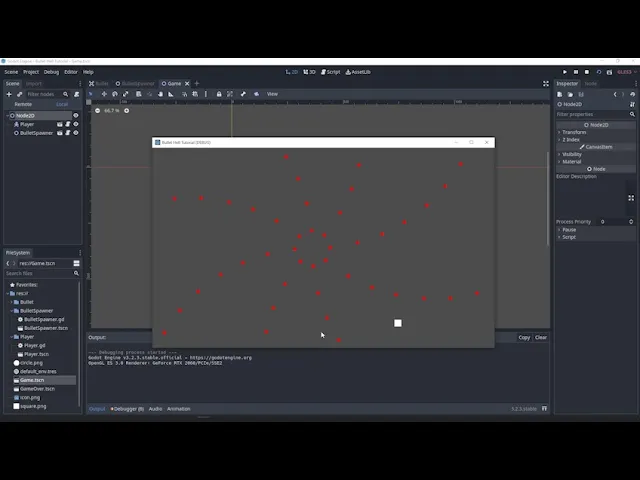 Scene Project Debug Editor Help
2D 3D Script AssetLib
Scene Import
Filter nodes
Remote Local
Node2D
Player
BulletSpawner
Bullet BulletSpawner Game
View
66.7 %
Bullet Hell Tutorial (DEBUG)
Inspector Node
Node2D
Filter properties
Node2D
Transform
Z Index
CanvasItem
Visibility
Material
Node
Editor Description
Process Priority 0
Pause
Script
FileSystem
res://Game.tscn
Search files
Favorites:
res://
Bullet
BulletSpawner
BulletSpawner.gd
BulletSpawner.tscn
Player
Player.gd
Player.tscn
circle.png
default_env.tres
Game.tscn
GameOver.tscn
icon.png
square.png
Output: Copy Clear
--- Debugging process started ---
Godot Engine v3.2.3.stable.official - https://godotengine.org
OpenGL ES 3.0 Renderer: GeForce RTX 2060/PCIe/SSE2
Output Debugger (8) Audio Animation 3.2.3.stable